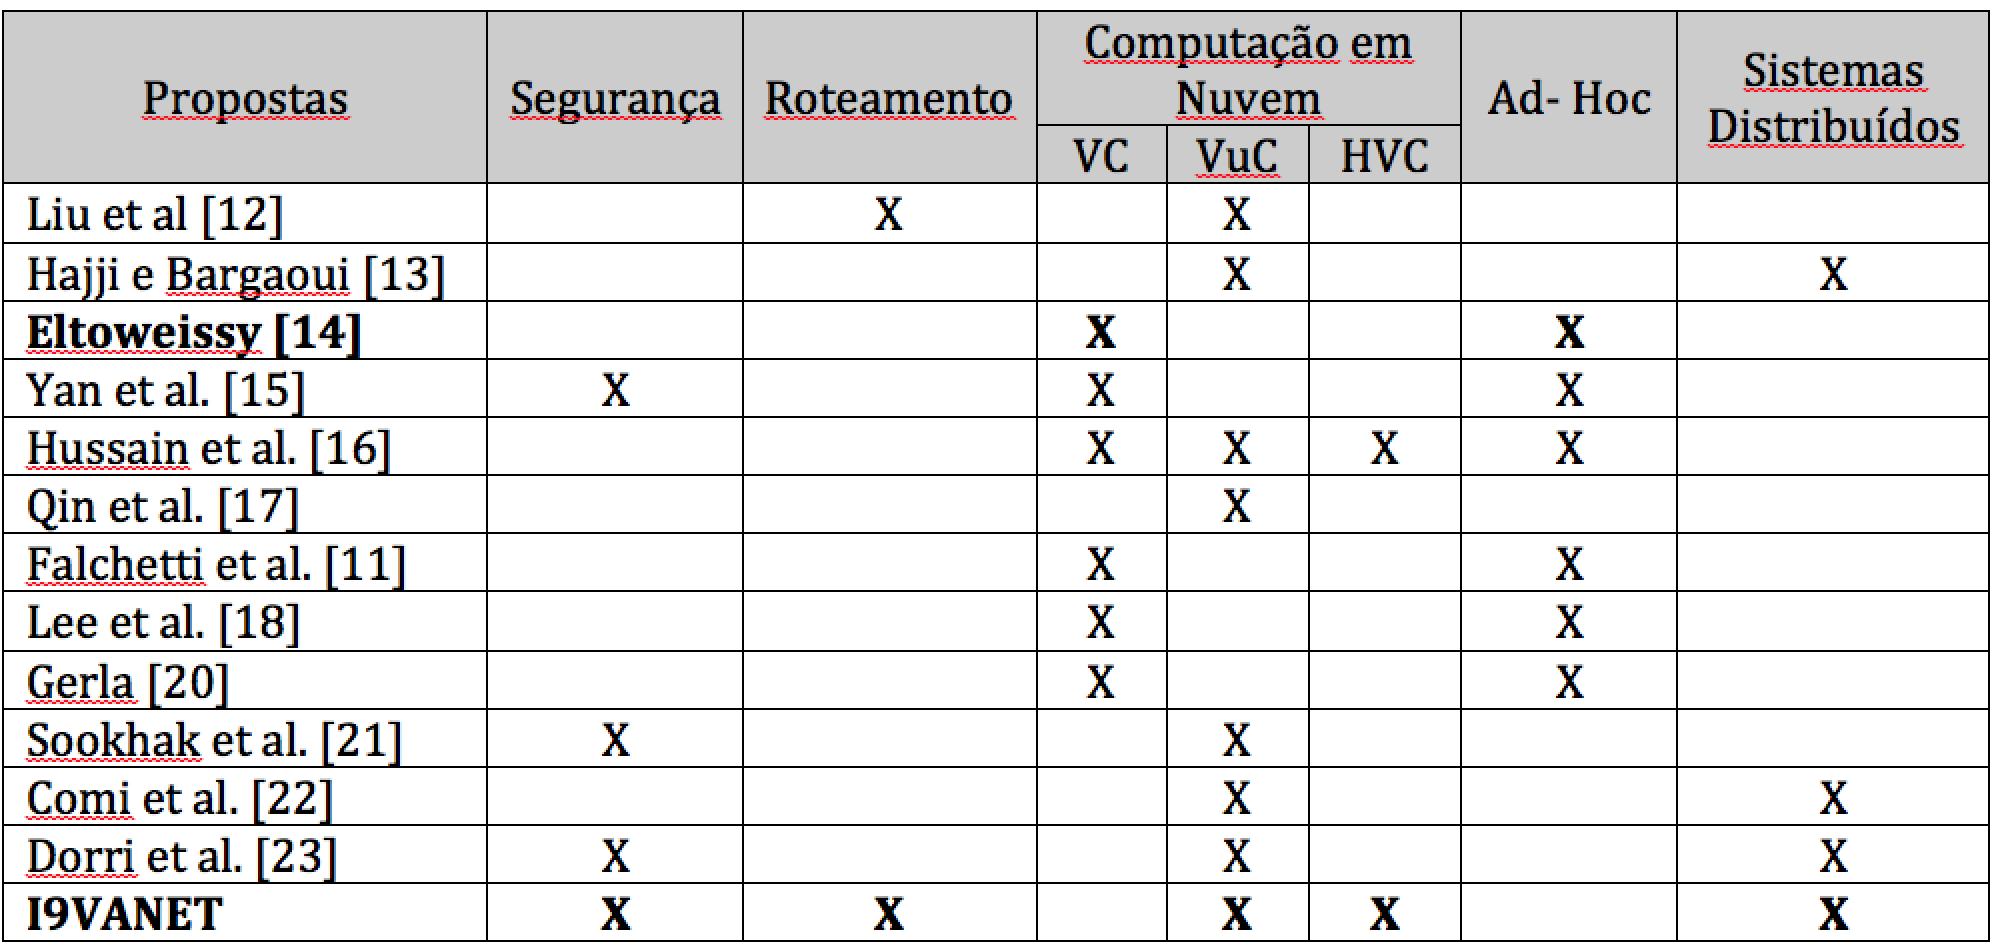 Propostas Segurança Roteamento Computação em Nuvem Ad- Hoc Sistemas Distribuídos
VC VuC HVC
Liu et al [12] X X
Hajji e Bargaoui [13] X X
Eltoweissy [14] X X
Yan et al. [15] X X X
Hussain et al. [16] X X X X
Qin et al. [17] X
Falchetti et al. [11] X X
Lee et al. [18] X X
Gerla [20] X X
Sookhak et al. [21] X X
Comi et al. [22] X X
Dorri et al. [23] X X X
I9VANET X X X X X